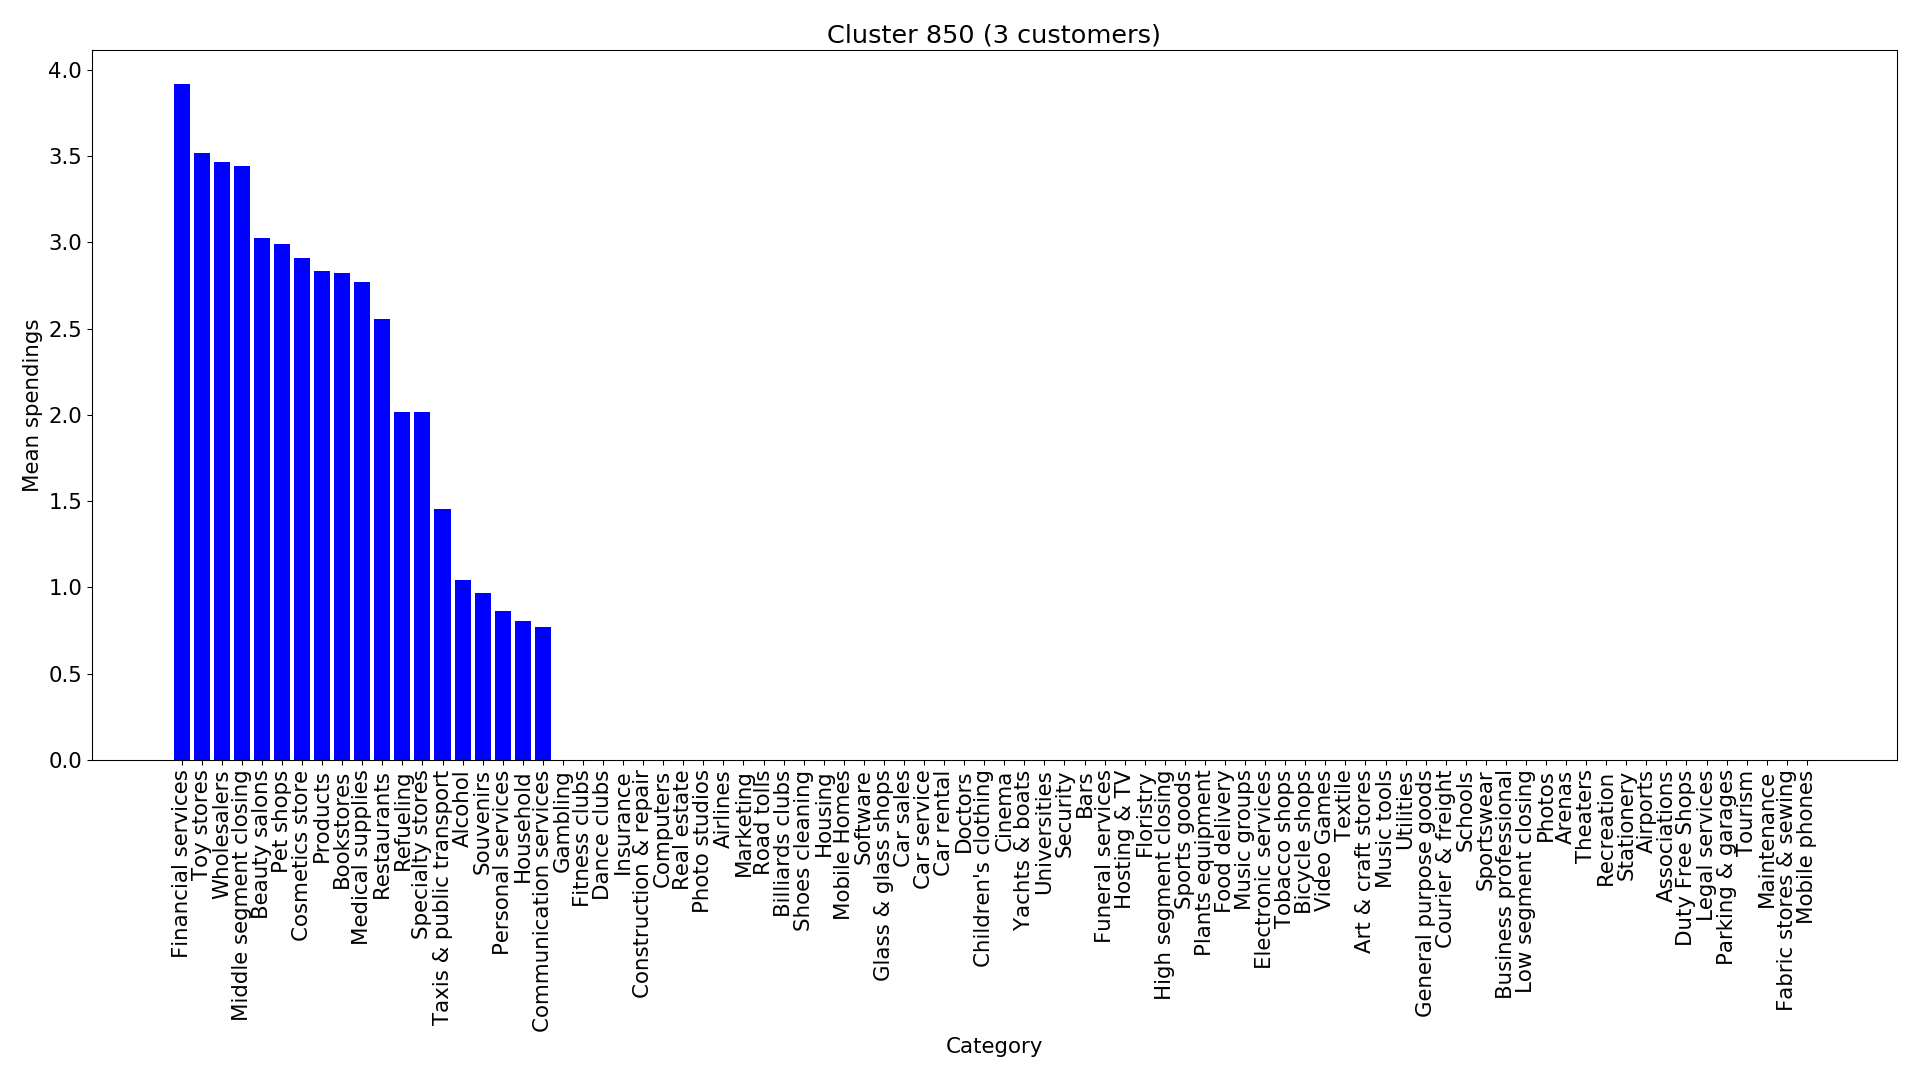 Cluster 850 (3 customers)
Mean spendings
4.0
3.5
3.0
2.5
2.0
1.5
1.0
0.5
0.0
Financial services
Toy stores
Wholesalers
Middle segment closing
Beauty salons
Pet shops
Cosmetics store
Products
Bookstores
Medical supplies
Restaurants
Refueling
Specialty stores
Taxis & public transport
Alcohol
Souvenirs
Personal services
Household
Communication services
Gambling
Fitness clubs
Dance clubs
Insurance
Construction & repair
Computers
Real estate
Photo studios
Airlines
Marketing
Road tolls
Billiards clubs
Shoes cleaning
Housing
Mobile Homes
Software
Glass & glass shops
Car sales
Car service
Car rental
Doctors
Children's clothing
Cinema
Yachts & boats
Universities
Security
Bars
Funeral services
Hosting & TV
Floristry
High segment closing
Sports goods
Plants equipment
Food delivery
Music groups
Electronic services
Tobacco shops
Bicycle shops
Video Games
Textile
Art & craft stores
Music tools
Utilities
General purpose goods
Courier & freight
Schools
Sportswear
Business professional
Low segment closing
Photos
Arenas
Theaters
Recreation
Stationery
Airports
Associations
Duty Free Shops
Legal services
Parking & garages
Tourism
Maintenance
Fabric stores & sewing
Mobile phones
Category